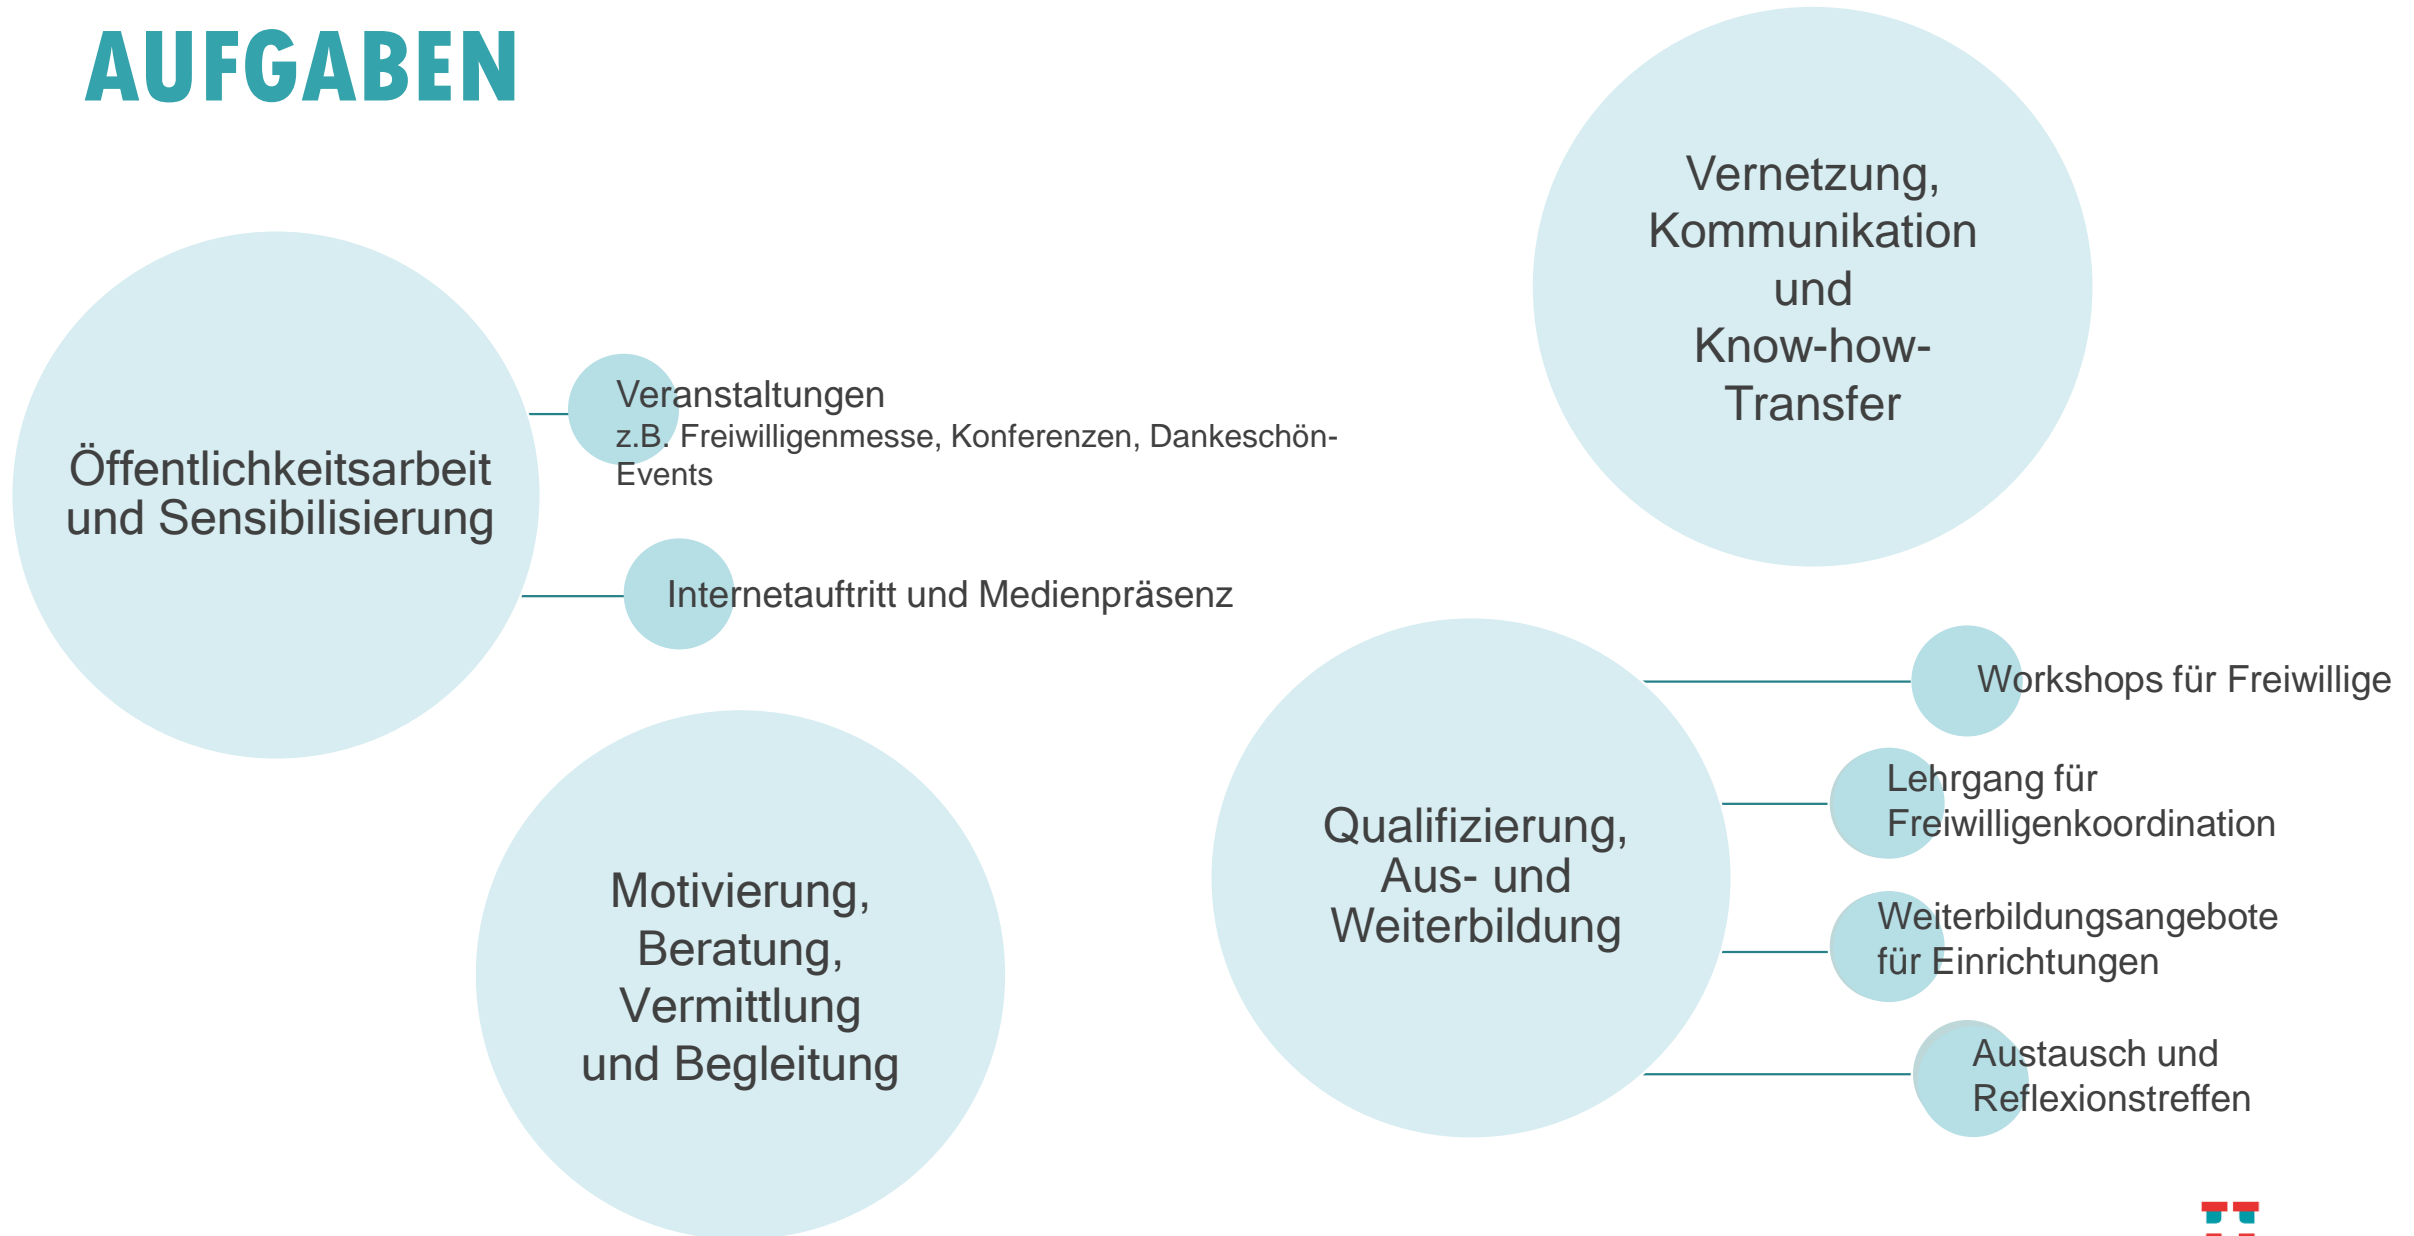 AUFGABEN
Öffentlichkeitsarbeit
und Sensibilisierung
Veranstaltungen
z.B. Freiwilligenmesse, Konferenzen, Dankeschön-
Events
Internetauftritt und Medienpräsenz
Motivierung,
Beratung,
Vermittlung
und Begleitung
Vernetzung,
Kommunikation
und
Know-how-
Transfer
Qualifizierung,
Aus- und
Weiterbildung
Workshops für Freiwillige
Lehrgang für
Freiwilligenkoordination
Weiterbildungsangebote
für Einrichtungen
Austausch und
Reflexionstreffen